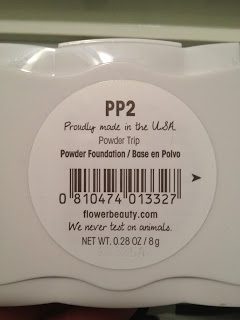 PP2
Proudly made in the U.S.A.
Powder Trip
Powder Foundation / Base en Polvo
0 810474 013327
flowerbeauty.com
We never test on animals.
NET WT. 0.28 OZ / 8g